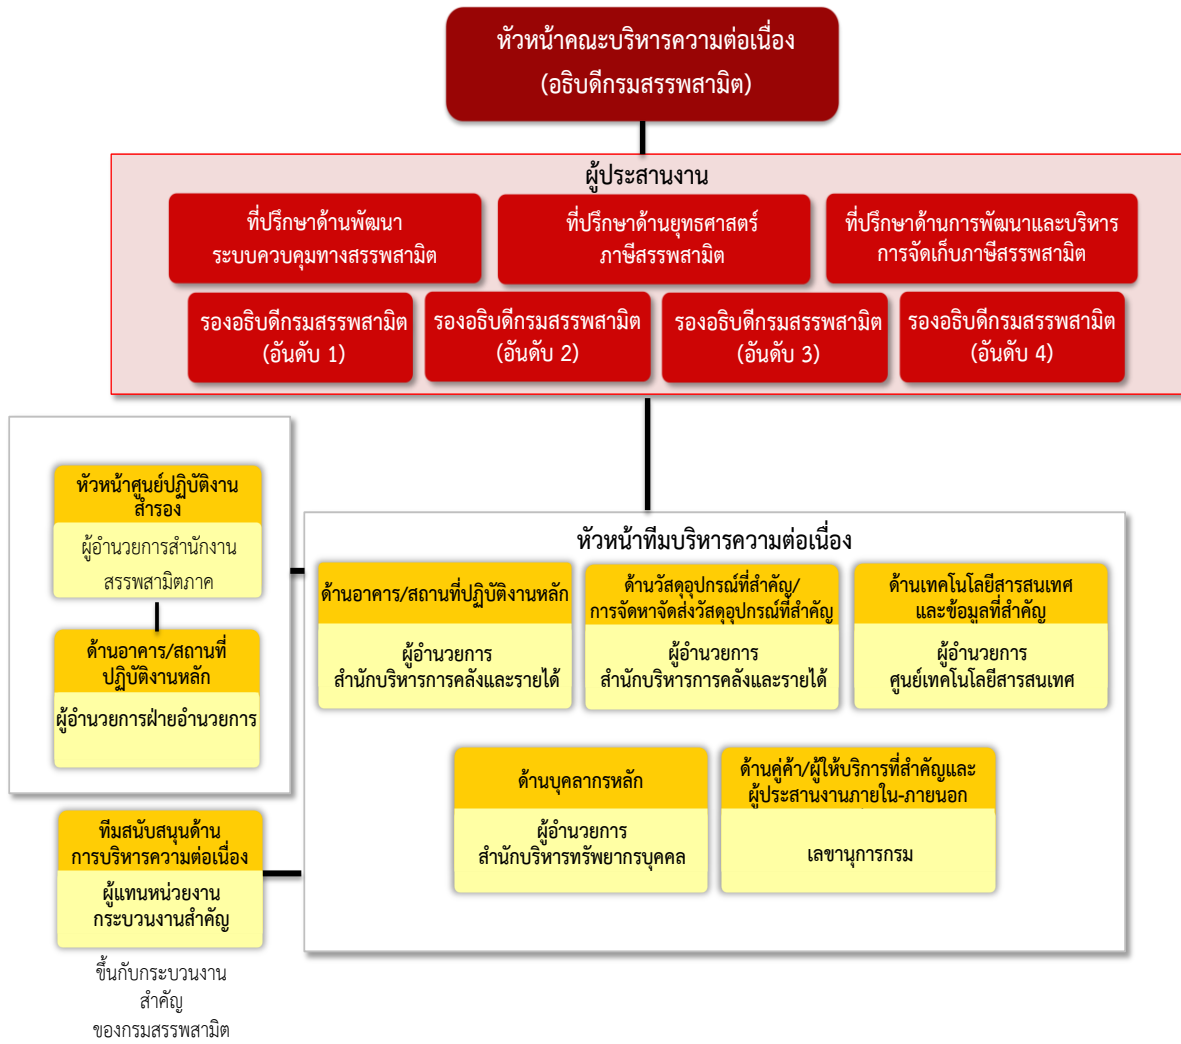 หัวหน้าคณะบริหารความต่อเนื่อง
(อธิบดีกรมสรรพสามิต)
ผู้ประสานงาน
ที่ปรึกษาด้านพัฒนา
ระบบควบคุมทางสรรพสามิต
ที่ปรึกษาด้านยุทธศาสตร์
ภาษีสรรพสามิต
ที่ปรึกษาด้านการพัฒนาและบริหาร
การจัดเก็บภาษีสรรพสามิต
รองอธิบดีกรมสรรพสามิต
(อันดับ 1)
รองอธิบดีกรมสรรพสามิต
(อันดับ 2)
รองอธิบดีกรมสรรพสามิต
(อันดับ 3)
รองอธิบดีกรมสรรพสามิต
(อันดับ 4)
หัวหน้าศูนย์ปฏิบัติงาน
สำรอง
ผู้อำนวยการสำนักงาน
สรรพสามิตภาค
ด้านอาคาร/สถานที่
ปฏิบัติงานหลัก
ผู้อำนวยการฝ่ายอำนวยการ
หัวหน้าทีมบริหารความต่อเนื่อง
ด้านอาคาร/สถานที่ปฏิบัติงานหลัก
ผู้อำนวยการ
สำนักบริหารการคลังและรายได้
ด้านวัสดุอุปกรณ์ที่สำคัญ/
การจัดหาจัดส่งวัสดุอุปกรณ์ที่สำคัญ
ผู้อำนวยการ
สำนักบริหารการคลังและรายได้
ด้านเทคโนโลยีสารสนเทศ
และข้อมูลที่สำคัญ
ผู้อำนวยการ
ศูนย์เทคโนโลยีสารสนเทศ
ด้านบุคลากรหลัก
ผู้อำนวยการ
สำนักบริหารทรัพยากรบุคคล
ด้านคู่ค้า/ผู้ให้บริการที่สำคัญและ
ผู้ประสานงานภายใน-ภายนอก
เลขานุการกรม
ทีมสนับสนุนด้าน
การบริหารความต่อเนื่อง
ผู้แทนหน่วยงาน
กระบวนงานสำคัญ
ขึ้นกับกระบวนงาน
สำคัญ
ของกรมสรรพสามิต